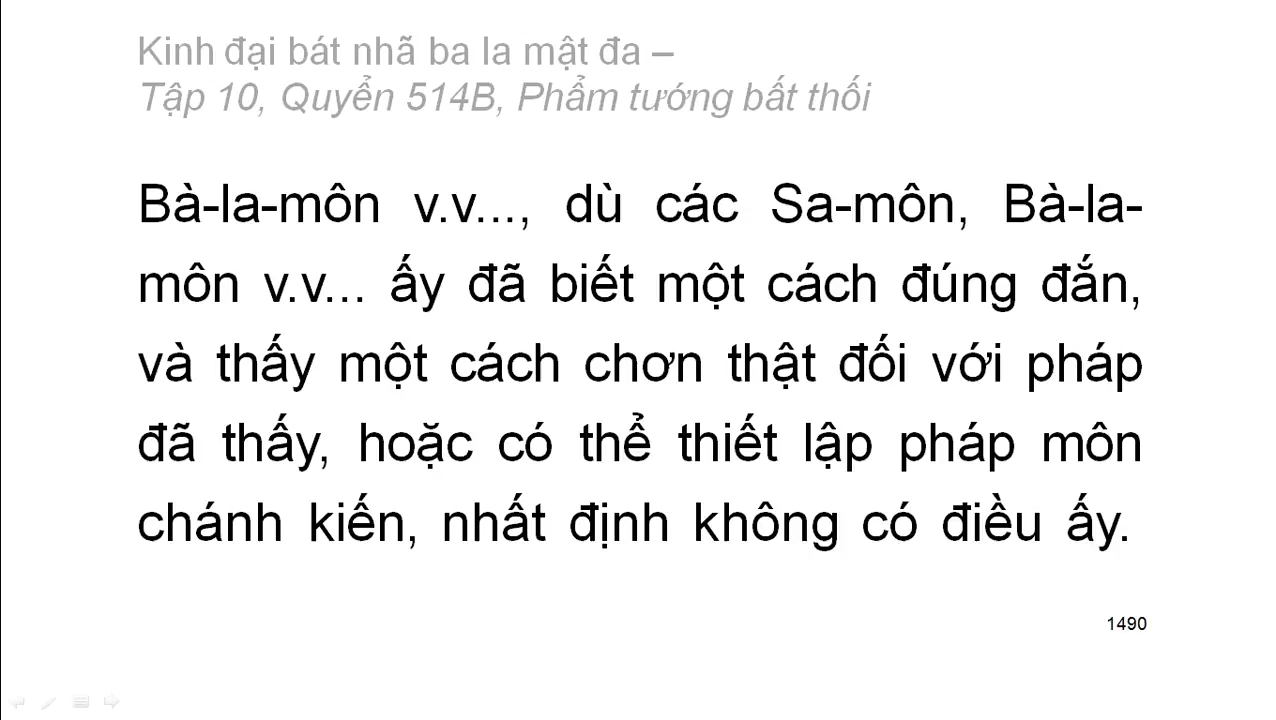 Kinh đại bát nhã ba la mật đa –
Tập 10, Quyển 514B, Phẩm tướng bất thối
Bà-la-môn v.v..., dù các Sa-môn, Bà-la-
môn v.v... ấy đã biết một cách đúng đắn,
và thấy một cách chơn thật đối với pháp
đã thấy, hoặc có thể thiết lập pháp môn
chánh kiến, nhất định không có điều ấy.
1490